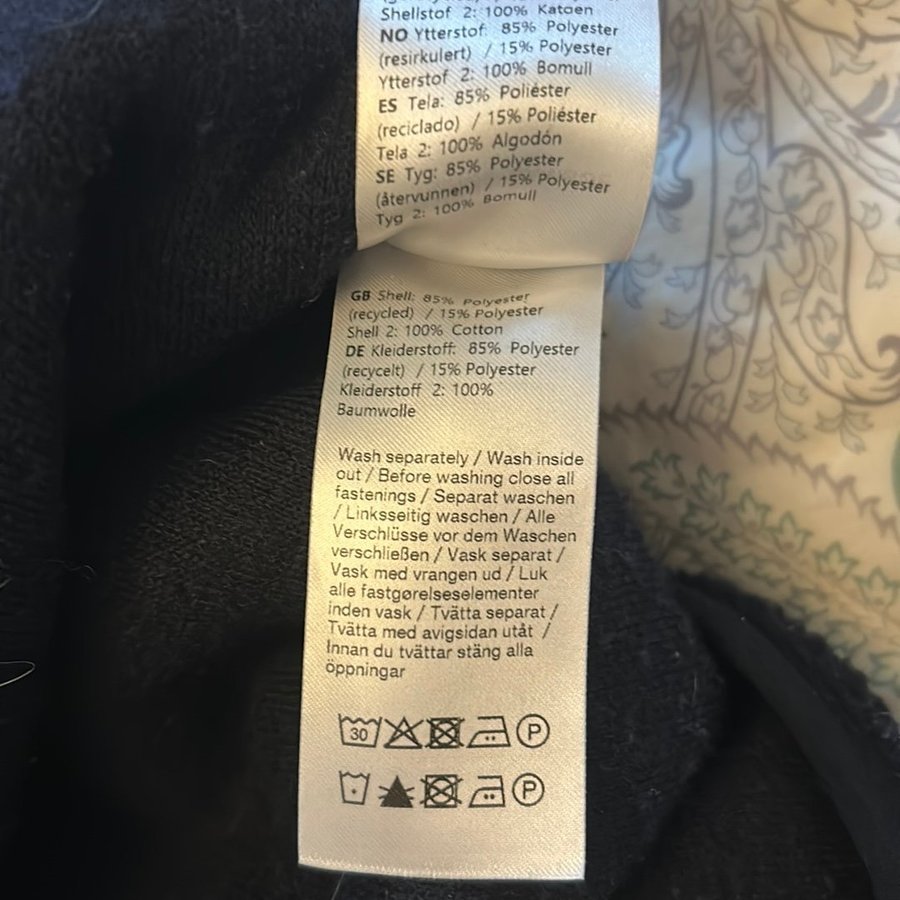 Shellstof 2: 100% Katoen
NO Ytterstof: 85% Polyester
(resirkulert) / 15% Polyester
Ytterstof 2: 100% Bomull
ES Tela: 85% Poliéster
(reciclado) / 15% Poliéster
Tela 2: 100% Algodón
SE Tyg: 85% Polyester
(återvunnen) / 15% Polyester
Tyg 2: 100% Bomull
GB Shell: 85% Polyester
(recycled) / 15% Polyester
Shell 2: 100% Cotton
DE Kleiderstoff: 85% Polyester
(recycelt) / 15% Polyester
Kleiderstoff 2: 100%
Baumwolle
Wash separately / Wash inside
out / Before washing close all
fastenings / Separat waschen
/ Linksseitig waschen / Alle
Verschlüsse vor dem Waschen
verschließen / Vask separat /
Vask med vrangen ud / Luk
alle fastgørelseselementer
inden vask / Tvätta separat /
Tvätta med avigsidan utåt /
Innan du tvättar stäng alla
öppningar
30 P
P